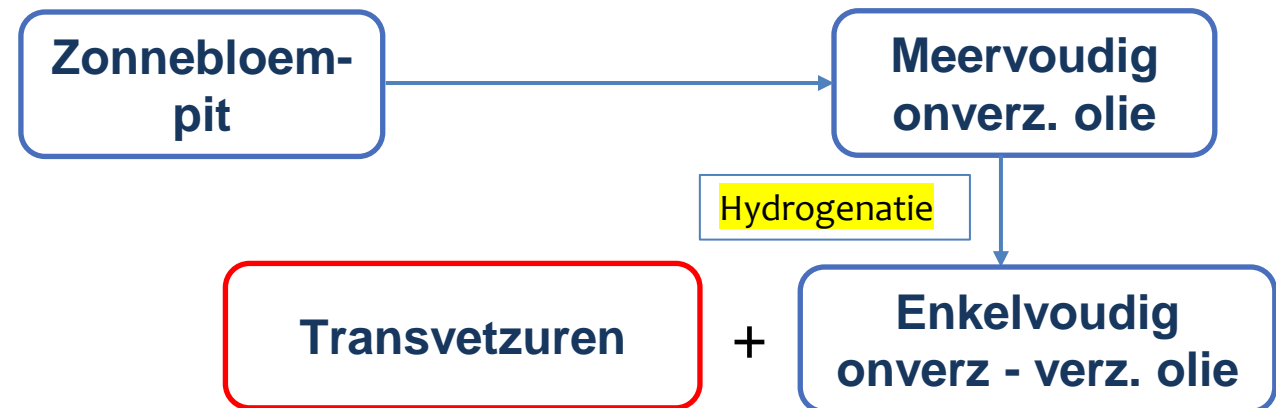 Zonnebloem-
pit
Meervoudig
onverz. olie
Hydrogenatie
Transvetzuren
+
Enkelvoudig
onverz - verz. olie